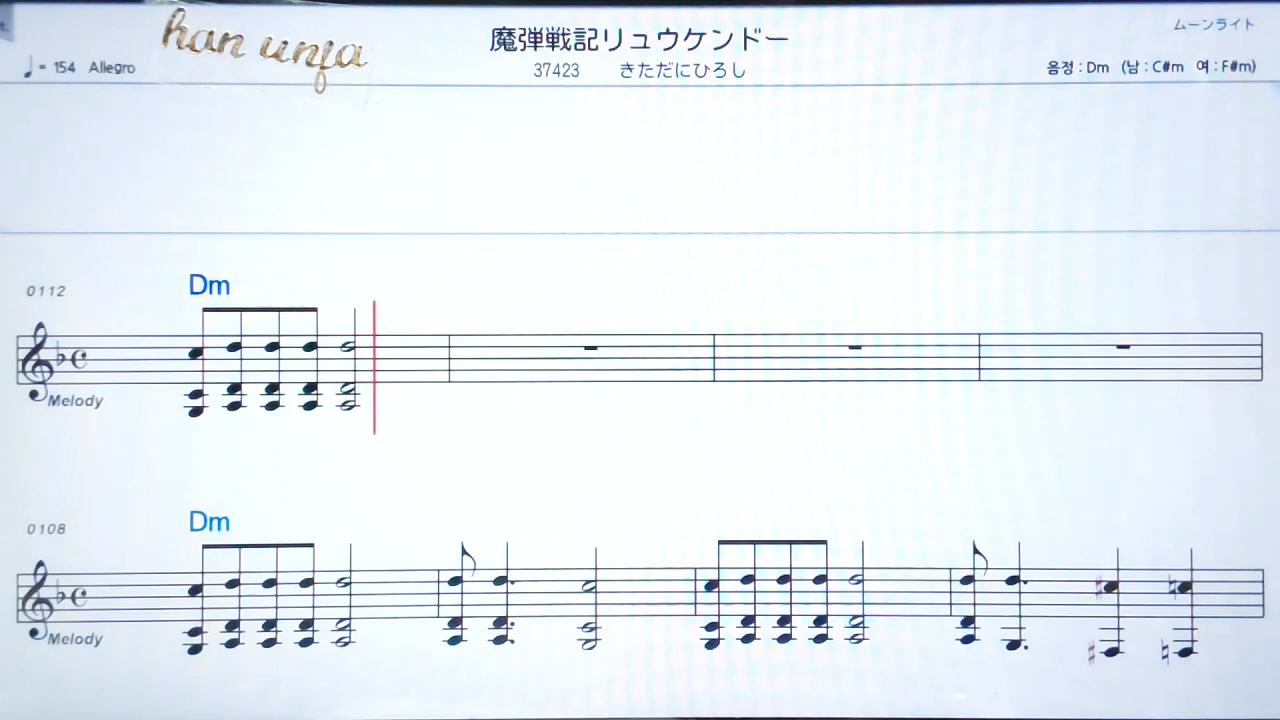 han unja
魔弾戦記リュウケンドー
ムーンライト
♩= 154 Allegro
37423 きただにひろし
음정 : Dm (남 : C#m 여 : F#m)
0112
Dm
Melody
0108
Dm
Melody